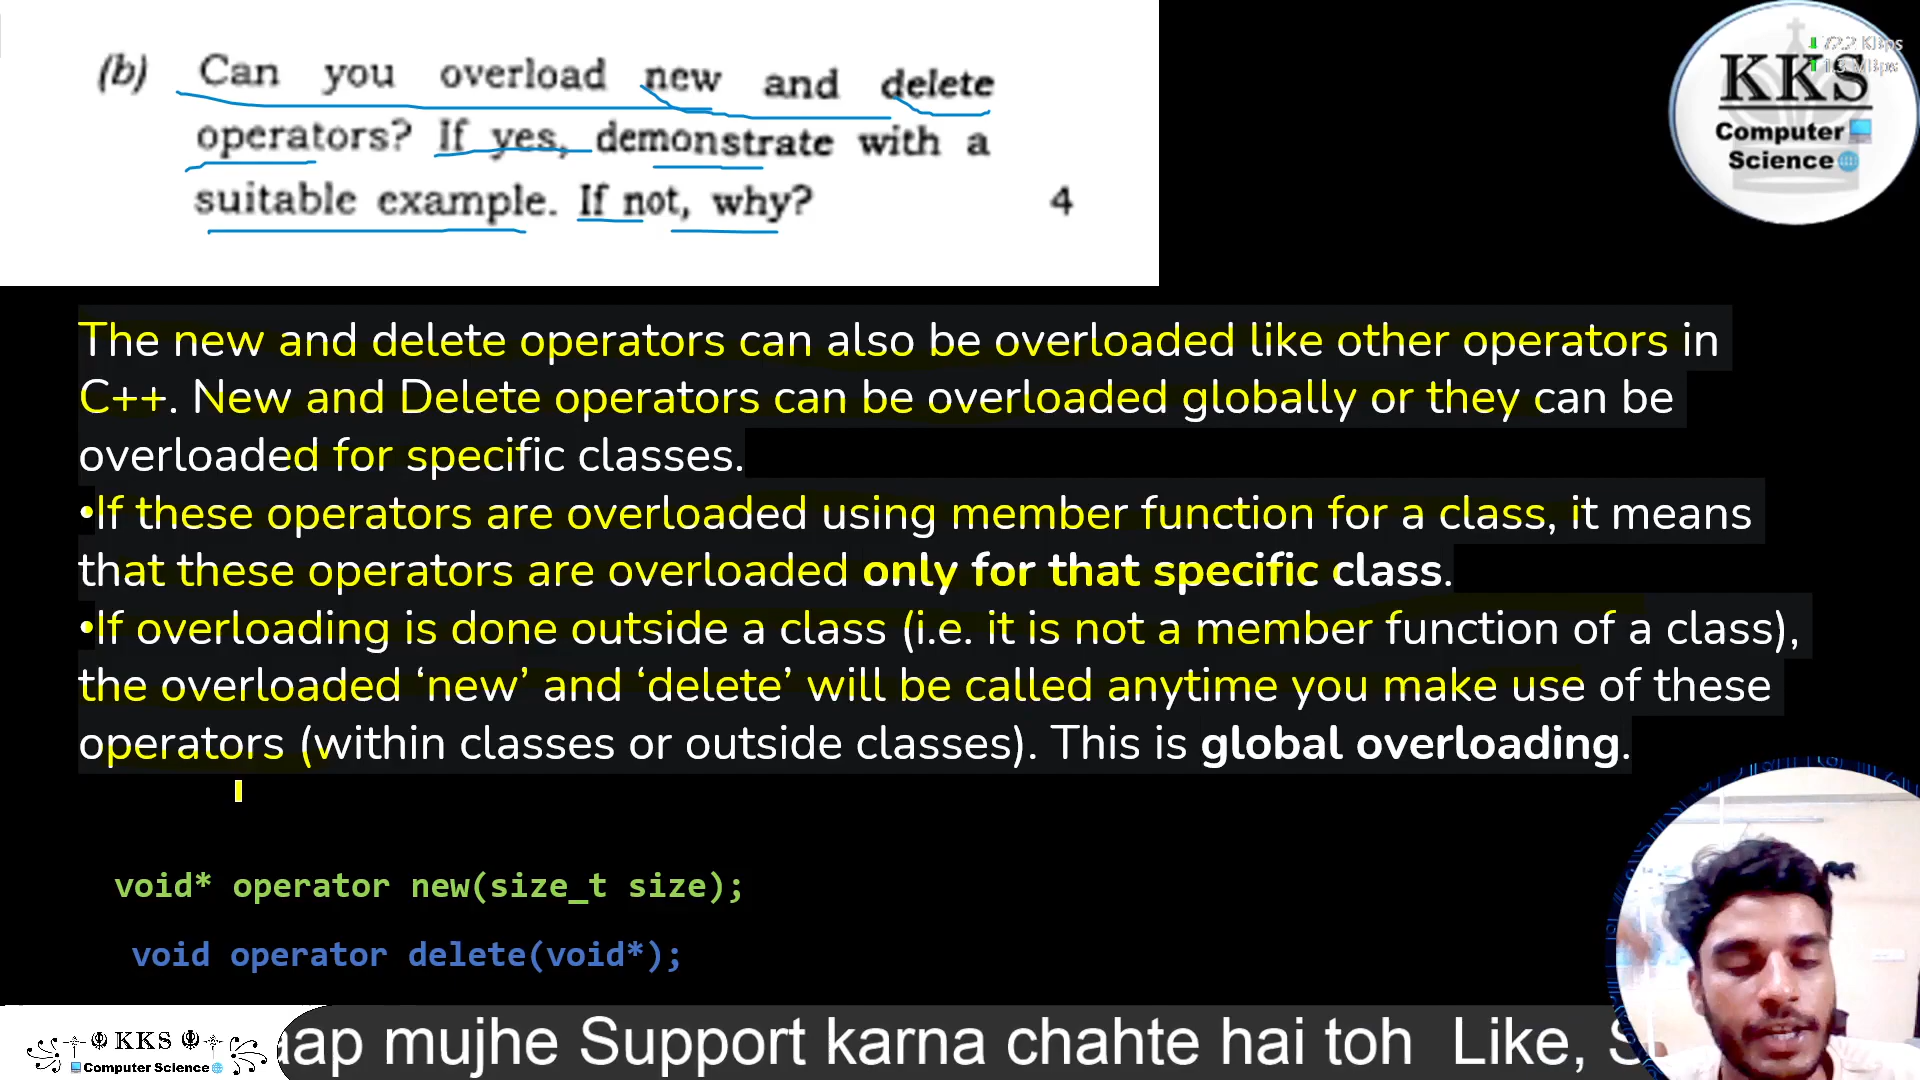 (b) Can you overload new and delete
operators? If yes, demonstrate with a
suitable example. If not, why? 4
KKS
Computer
Science
The new and delete operators can also be overloaded like other operators in
C++. New and Delete operators can be overloaded globally or they can be
overloaded for specific classes.
•If these operators are overloaded using member function for a class, it means
that these operators are overloaded only for that specific class.
•If overloading is done outside a class (i.e. it is not a member function of a class),
the overloaded ‘new’ and ‘delete’ will be called anytime you make use of these
operators (within classes or outside classes). This is global overloading.
void* operator new(size_t size);
void operator delete(void*);
KKS
Computer Science
aap mujhe Support karna chahte hai toh Like,